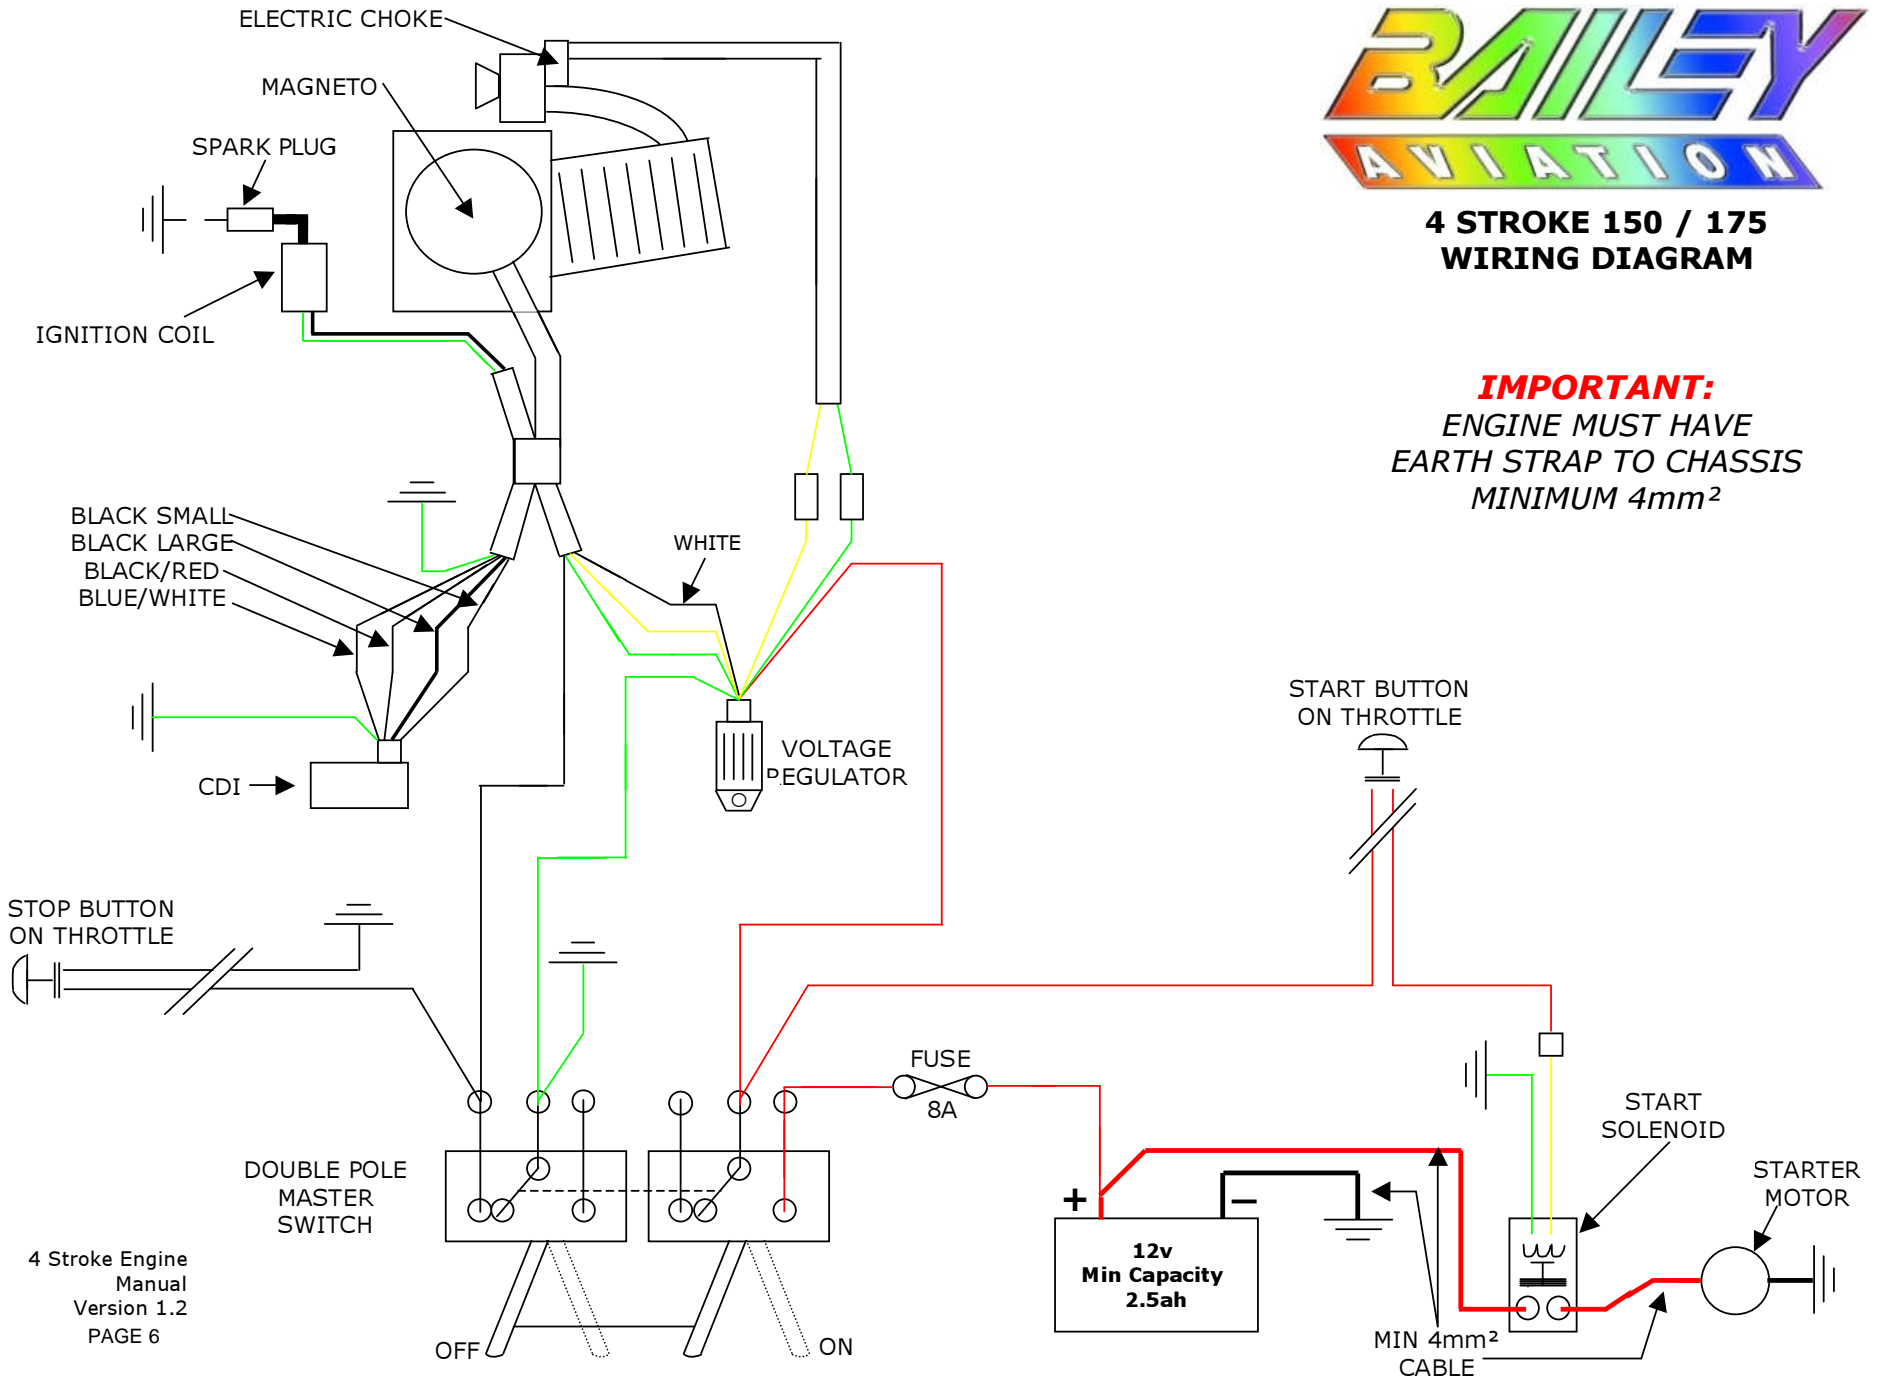 ELECTRIC CHOKE
MAGNETO
SPARK PLUG
IGNITION COIL
BAILEY
AVIATION
4 STROKE 150 / 175
WIRING DIAGRAM
IMPORTANT:
ENGINE MUST HAVE
EARTH STRAP TO CHASSIS
MINIMUM 4mm²
BLACK SMALL
BLACK LARGE
BLACK/RED
BLUE/WHITE
WHITE
CDI
VOLTAGE
REGULATOR
START BUTTON
ON THROTTLE
STOP BUTTON
ON THROTTLE
FUSE
8A
START
SOLENOID
STARTER
MOTOR
DOUBLE POLE
MASTER
SWITCH
+
−
12v
Min Capacity
2.5ah
MIN 4mm²
CABLE
OFF
ON
4 Stroke Engine
Manual
Version 1.2
PAGE 6